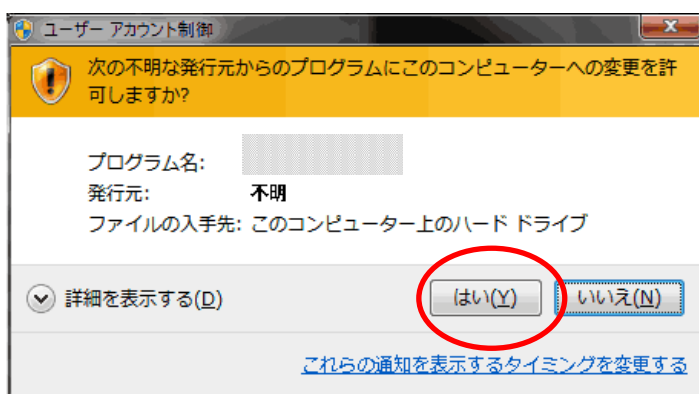 ユーザー アカウント制御
次の不明な発行元からのプログラムにこのコンピューターへの変更を許
可しますか?
プログラム名:
発行元: 不明
ファイルの入手先: このコンピューター上のハード ドライブ
詳細を表示する(D)
はい(Y)
いいえ(N)
これらの通知を表示するタイミングを変更する